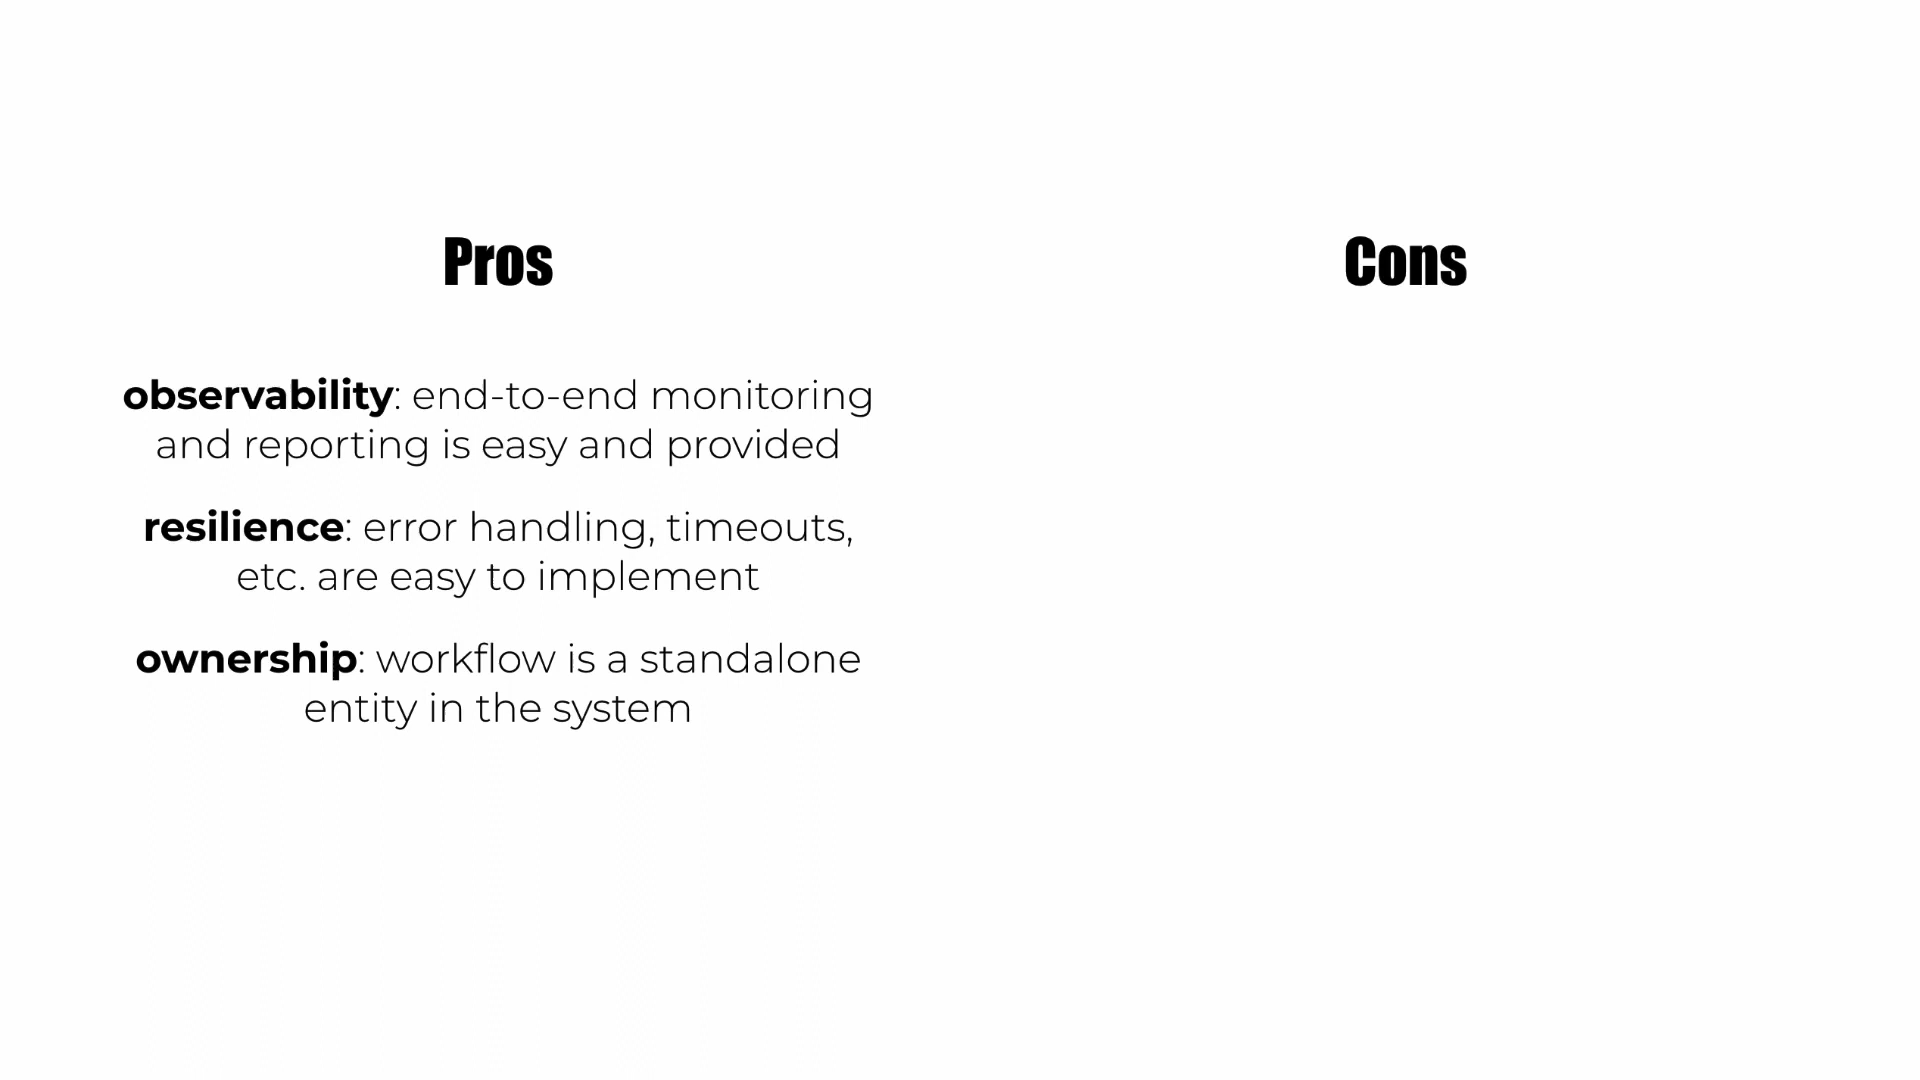 Pros
observability: end-to-end monitoring
and reporting is easy and provided
resilience: error handling, timeouts,
etc. are easy to implement
ownership: workflow is a standalone
entity in the system
Cons